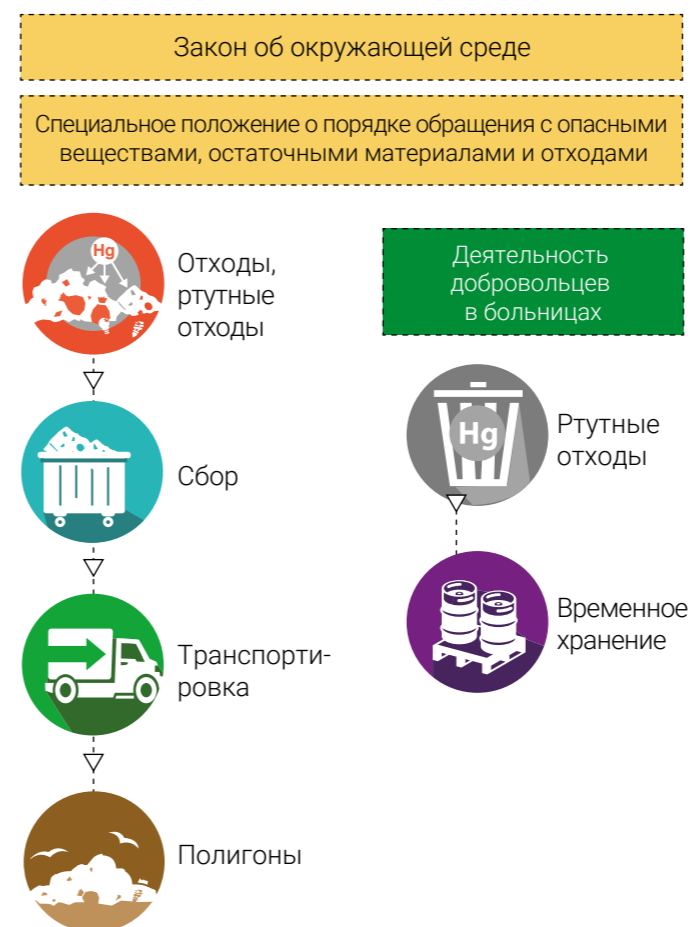 Закон об окружающей среде
Специальное положение о порядке обращения с опасными
веществами, остаточными материалами и отходами
Hg
Отходы,
ртутные
отходы
Сбор
Транспорти-
ровка
Полигоны
Деятельность
добровольцев
в больницах
Hg
Ртутные
отходы
Временное
хранение